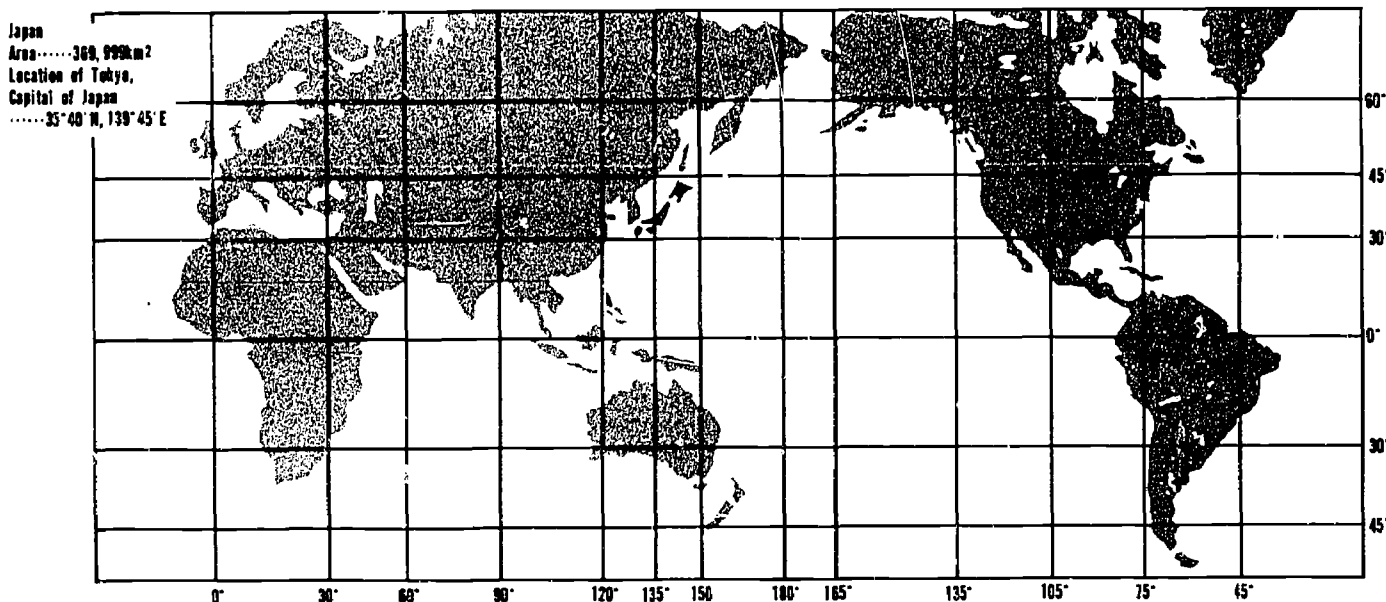 Japan
Area······369,999km²
Location of Tokyo,
Capital of Japan
······35°40'N, 139°45'E
60°
45°
30°
0°
30°
45°
0° 30° 60° 90° 120° 135° 150 180° 165 135° 105° 75° 45°